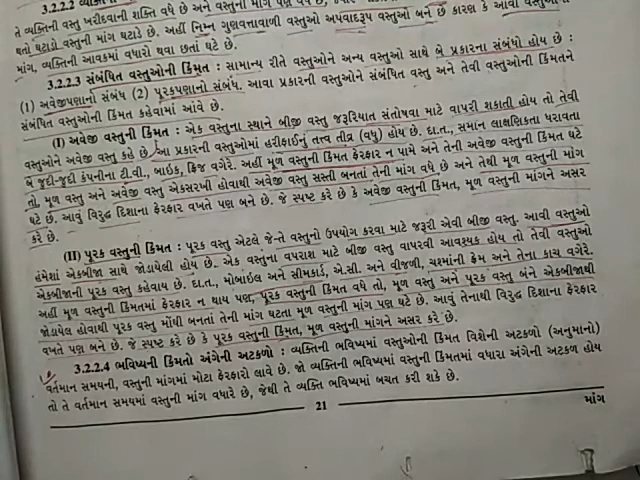 3.2.2.2
તે વ્યક્તિની વસ્તુ ખરીદવાની શક્તિ વધે છે અને વસ્તુની માંગ પણ વધે છે,
થતો ઘટાડો વસ્તુની માંગ ઘટાડે છે. અહીં નિમ્ન ગુણવત્તાવાળી વસ્તુઓ અપવાદરૂપ વસ્તુઓ બને છે કારણ કે આવી વસ્તુઓની
માંગ, વ્યક્તિની આવકમાં વધારો થવા છતાં ઘટે છે.
3.2.2.3 સંબંધિત વસ્તુઓની કિંમત : સામાન્ય રીતે વસ્તુઓને અન્ય વસ્તુઓ સાથે બે પ્રકારના સંબંધો હોય છે :
(1) અવેજીપણાનો સંબંધ (2) પૂરકપણાનો સંબંધ. આવા પ્રકારની વસ્તુઓને સંબંધિત વસ્તુ અને તેવી વસ્તુઓની કિંમતને
સંબંધિત વસ્તુઓની કિંમત કહેવામાં આવે છે.
(I) અવેજી વસ્તુની કિંમત : એક વસ્તુના સ્થાને બીજી વસ્તુ જરૂરિયાત સંતોષવા માટે વાપરી શકાતી હોય તો તેવી
વસ્તુઓને અવેજી વસ્તુ કહે છે. આ પ્રકારની વસ્તુઓમાં હરીફાઈનું તત્ત્વ તીવ્ર (વધુ) હોય છે. દા.ત., સમાન લાક્ષણિકતા ધરાવતા
બે જુદી-જુદી કંપનીના ટી.વી., બાઇક, ફ્રિજ વગેરે. અહીં મૂળ વસ્તુની કિંમત ફેરફાર ન પામે અને તેની અવેજી વસ્તુની કિંમત ઘટે
તો, મૂળ વસ્તુ અને અવેજી વસ્તુ એકસરખી હોવાથી અવેજી વસ્તુ સસ્તી બનતાં તેની માંગ વધે છે અને તેથી મૂળ વસ્તુની માંગ
ઘટે છે. આવું વિરુદ્ધ દિશાના ફેરફાર વખતે પણ બને છે. જે સ્પષ્ટ કરે છે કે અવેજી વસ્તુની કિંમત, મૂળ વસ્તુની માંગને અસર
કરે છે.
(II) પૂરક વસ્તુની કિંમત : પૂરક વસ્તુ એટલે જે-તે વસ્તુનો ઉપયોગ કરવા માટે જરૂરી એવી બીજી વસ્તુ. આવી વસ્તુઓ
હંમેશાં એકબીજા સાથે જોડાયેલી હોય છે. એક વસ્તુના વપરાશ માટે બીજી વસ્તુ વાપરવી આવશ્યક હોય તો તેવી વસ્તુઓ
એકબીજાની પૂરક વસ્તુ કહેવાય છે. દા.ત., મોબાઇલ અને સીમકાર્ડ, એ.સી. અને વીજળી, ચશ્માંની ફ્રેમ અને તેના કાચ વગેરે.
અહીં મૂળ વસ્તુની કિંમતમાં ફેરફાર ન થાય પણ, પૂરક વસ્તુની કિંમત વધે તો, મૂળ વસ્તુ અને પૂરક વસ્તુ બંને એકબીજાથી
જોડાયેલ હોવાથી પૂરક વસ્તુ મોંઘી બનતાં તેની માંગ ઘટતા મૂળ વસ્તુની માંગ પણ ઘટે છે. આવું તેનાથી વિરુદ્ધ દિશાના ફેરફાર
વખતે પણ બને છે. જે સ્પષ્ટ કરે છે કે પૂરક વસ્તુની કિંમત, મૂળ વસ્તુની માંગને અસર કરે છે.
3.2.2.4 ભવિષ્યની કિંમતો અંગેની અટકળો : વ્યક્તિની ભવિષ્યમાં વસ્તુઓની કિંમત વિશેની અટકળો (અનુમાનો)
વર્તમાન સમયની, વસ્તુની માંગમાં મોટા ફેરફારો લાવે છે. જો વ્યક્તિની ભવિષ્યમાં વસ્તુની કિંમતમાં વધારા અંગેની અટકળ હોય
તો તે વર્તમાન સમયમાં વસ્તુની માંગ વધારે છે, જેથી તે વ્યક્તિ ભવિષ્યમાં બચત કરી શકે છે.
21
માંગ